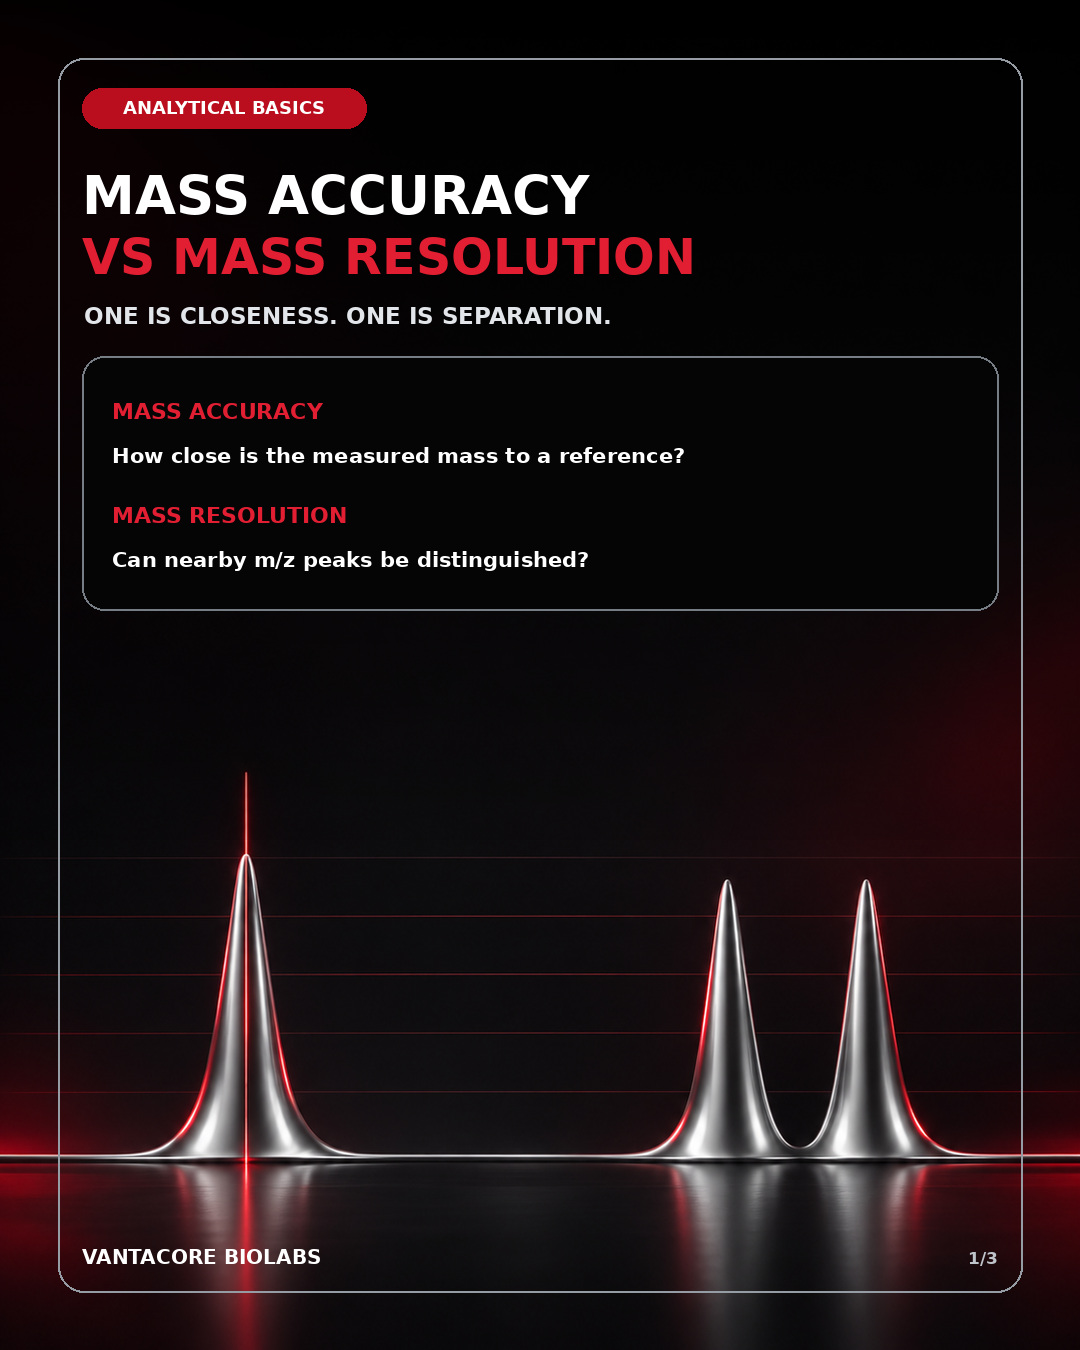 ANALYTICAL BASICS
MASS ACCURACY
VS MASS RESOLUTION
ONE IS CLOSENESS. ONE IS SEPARATION.
MASS ACCURACY
How close is the measured mass to a reference?
MASS RESOLUTION
Can nearby m/z peaks be distinguished?
VANTACORE BIOLABS
1/3